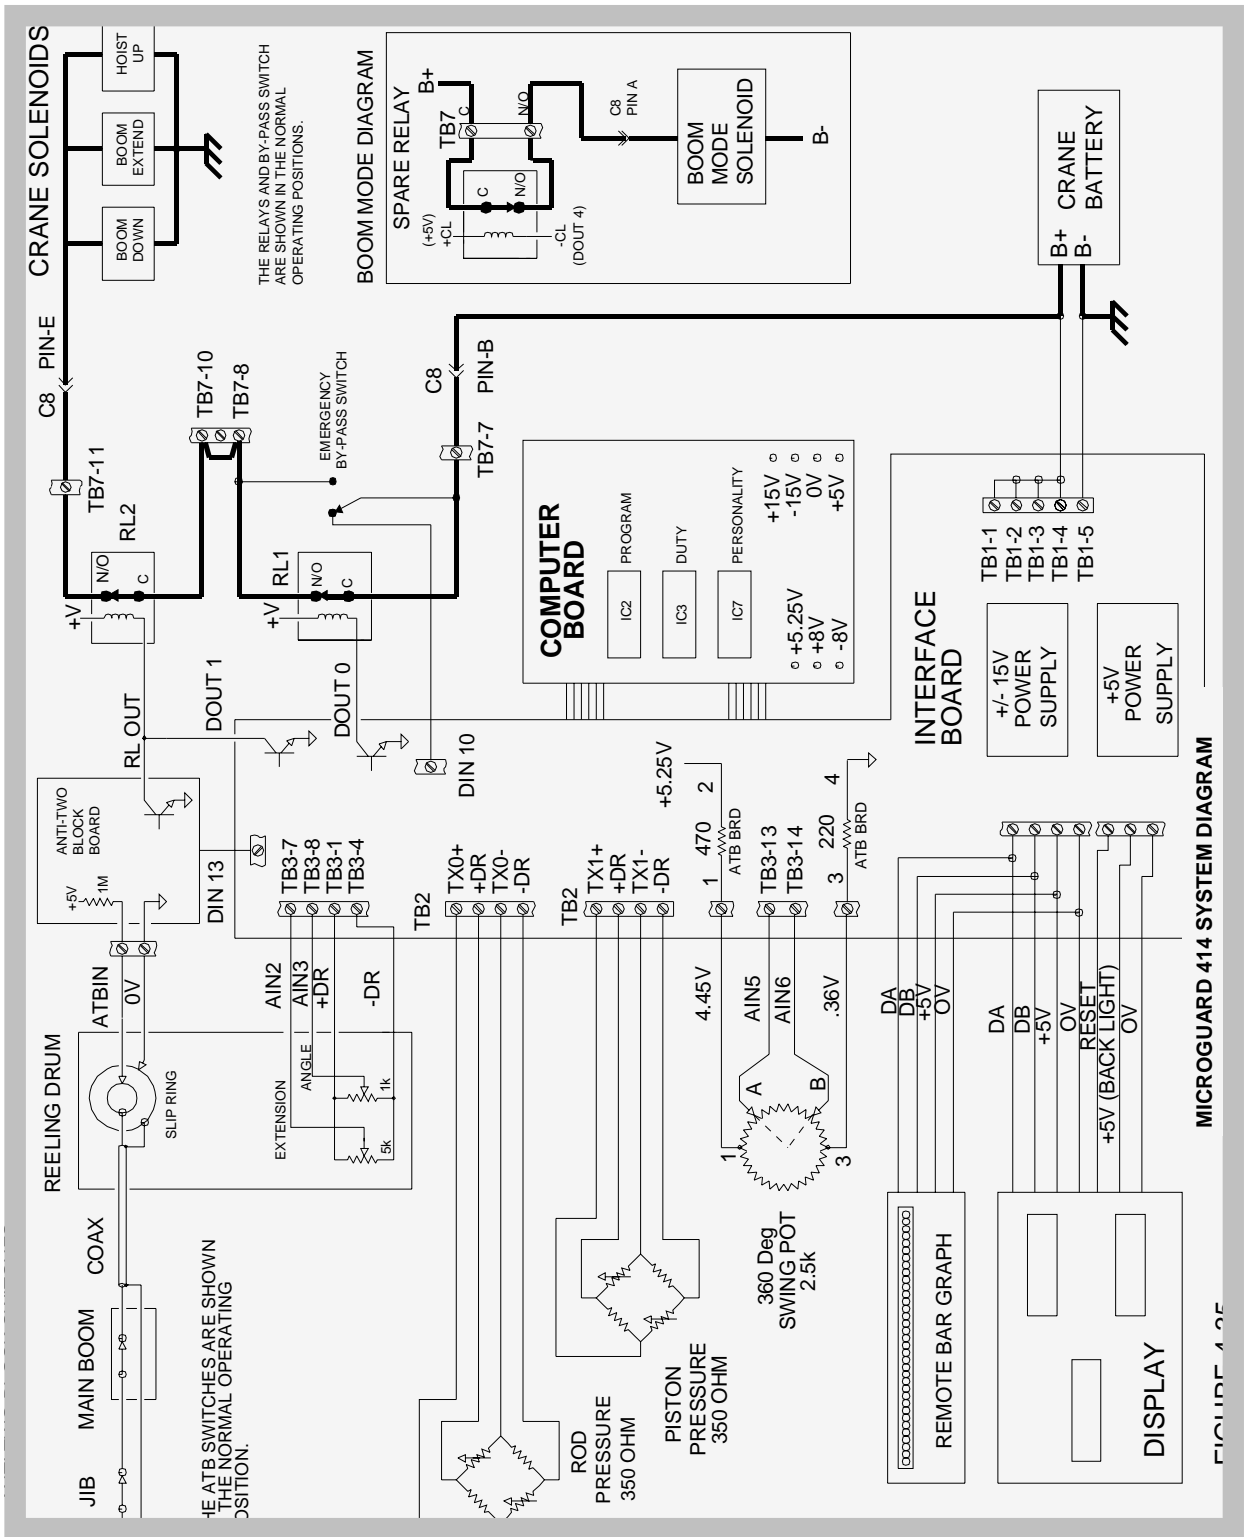 CRANE SOLENOIDS
HOIST
UP
BOOM
EXTEND
BOOM
DOWN
THE RELAYS AND BY-PASS SWITCH
ARE SHOWN IN THE NORMAL
OPERATING POSITIONS.
BOOM MODE DIAGRAM
SPARE RELAY
B+
TB7
C
N/O
C
N/O
(+5V)
+CL
-CL
(DOUT 4)
C8
PIN A
BOOM
MODE
SOLENOID
B-
CRANE
BATTERY
B+
B-
C8
PIN-E
TB7-11
TB7-10
TB7-8
EMERGENCY
BY-PASS SWITCH
C8
PIN-B
TB7-7
RL2
N/O
C
+V
RL1
N/O
C
+V
COMPUTER
BOARD
IC2
PROGRAM
IC3
DUTY
IC7
PERSONALITY
+15V
-15V
0V
+5V
+5.25V
+8V
-8V
TB1-1
TB1-2
TB1-3
TB1-4
TB1-5
INTERFACE
BOARD
+/- 15V
POWER
SUPPLY
+5V
POWER
SUPPLY
RL OUT
DOUT 1
DOUT 0
DIN 10
ANTI-TWO
BLOCK
BOARD
+5V
1M
DIN 13
TB3-7
TB3-8
TB3-1
TB3-4
TB2
TX0+
+DR
TX0-
-DR
TB2
TX1+
+DR
TX1-
-DR
+5.25V
2
470
1
ATB BRD
TB3-13
TB3-14
4
220
3
ATB BRD
ATBIN
0V
AIN2
AIN3
+DR
-DR
4.45V
AIN5
AIN6
.36V
DA
DB
+5V
OV
DA
DB
+5V
OV
RESET
+5V (BACK LIGHT)
OV
REELING DRUM
SLIP RING
EXTENSION
ANGLE
1k
5k
A
B
1
3
360 Deg
SWING POT
2.5k
COAX
MAIN BOOM
JIB
HE ATB SWITCHES ARE SHOWN
THE NORMAL OPERATING
OSITION.
ROD
PRESSURE
350 OHM
PISTON
PRESSURE
350 OHM
REMOTE BAR GRAPH
DISPLAY
MICROGUARD 414 SYSTEM DIAGRAM